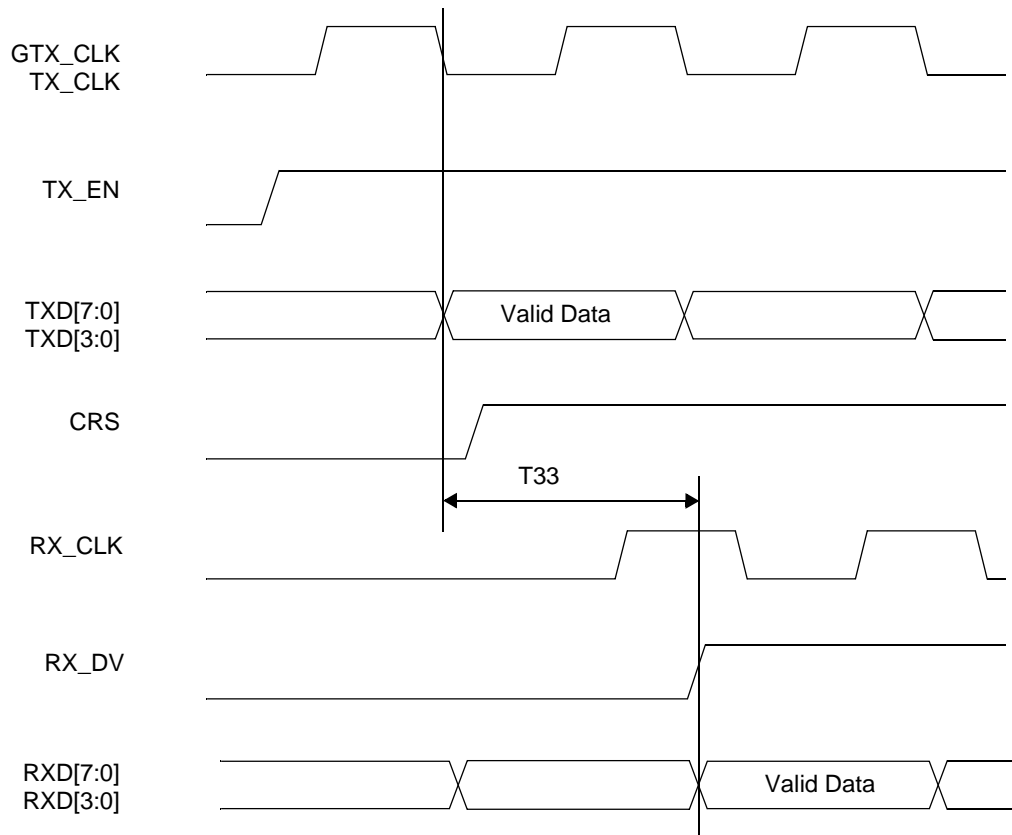 GTX_CLK
TX_CLK
TX_EN
TXD[7:0]
TXD[3:0]
Valid Data
CRS
T33
RX_CLK
RX_DV
RXD[7:0]
RXD[3:0]
Valid Data